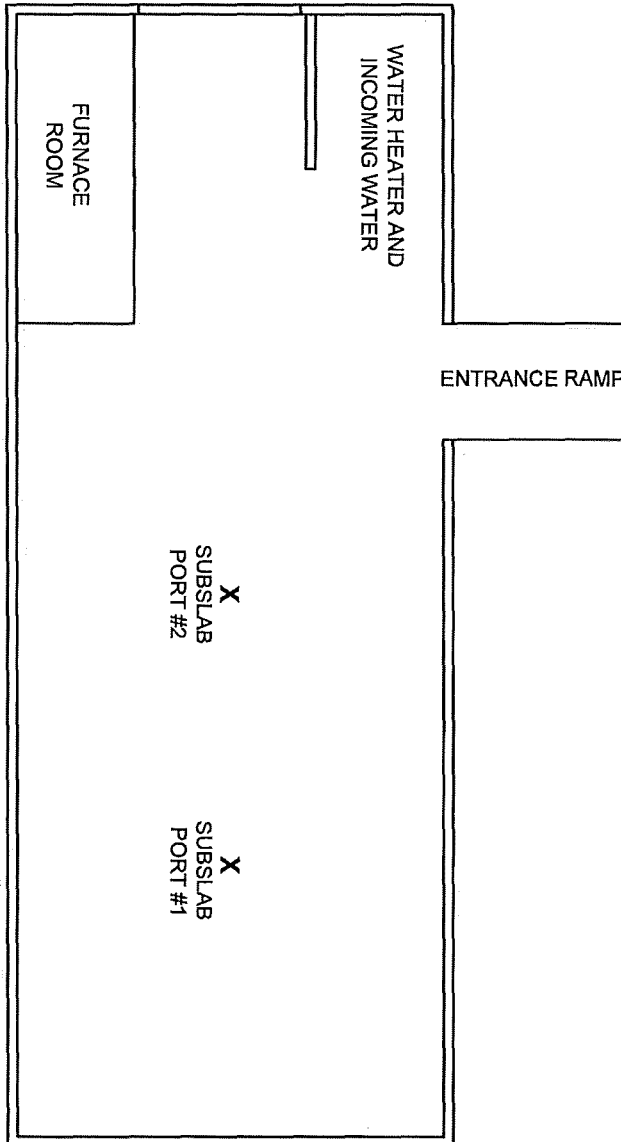 WATER HEATER AND
INCOMING WATER
FURNACE
ROOM
ENTRANCE RAMP
X
SUBSLAB
PORT #2
X
SUBSLAB
PORT #1